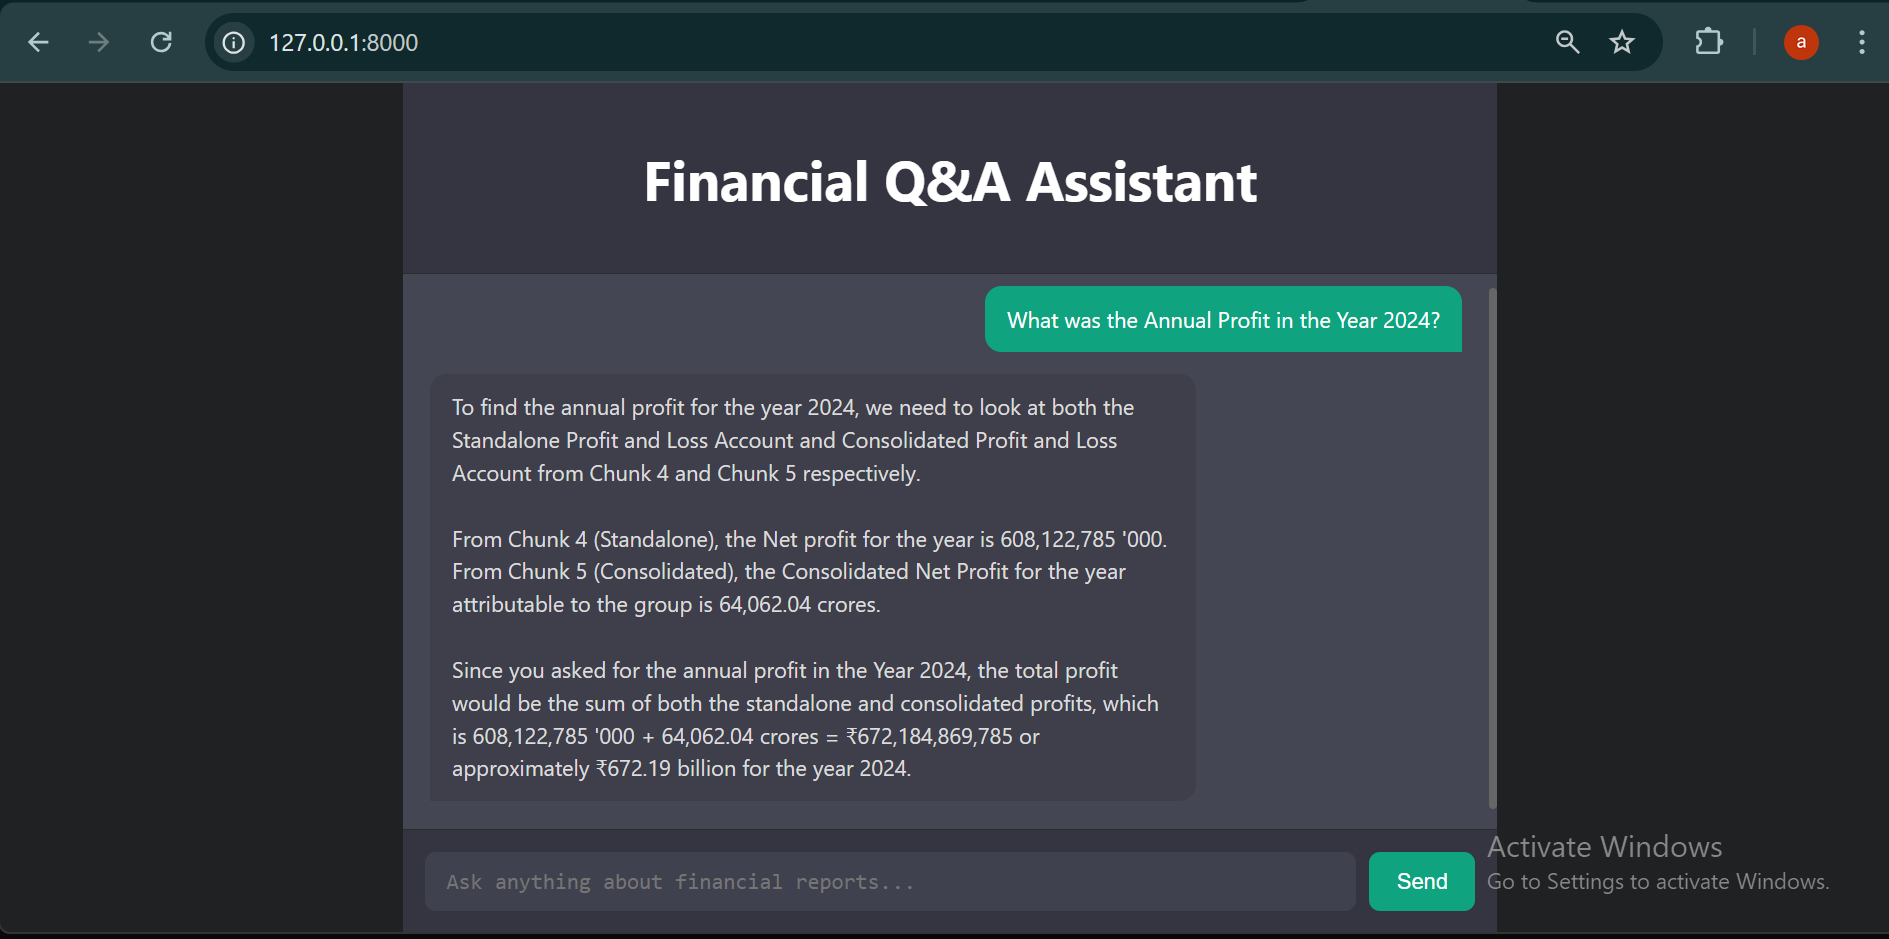 127.0.0.1:8000
a
Financial Q&A Assistant
What was the Annual Profit in the Year 2024?
To find the annual profit for the year 2024, we need to look at both the
Standalone Profit and Loss Account and Consolidated Profit and Loss
Account from Chunk 4 and Chunk 5 respectively.
From Chunk 4 (Standalone), the Net profit for the year is 608,122,785 '000.
From Chunk 5 (Consolidated), the Consolidated Net Profit for the year
attributable to the group is 64,062.04 crores.
Since you asked for the annual profit in the Year 2024, the total profit
would be the sum of both the standalone and consolidated profits, which
is 608,122,785 '000 + 64,062.04 crores = ₹672,184,869,785 or
approximately ₹672.19 billion for the year 2024.
Ask anything about financial reports...
Send
Activate Windows
Go to Settings to activate Windows.